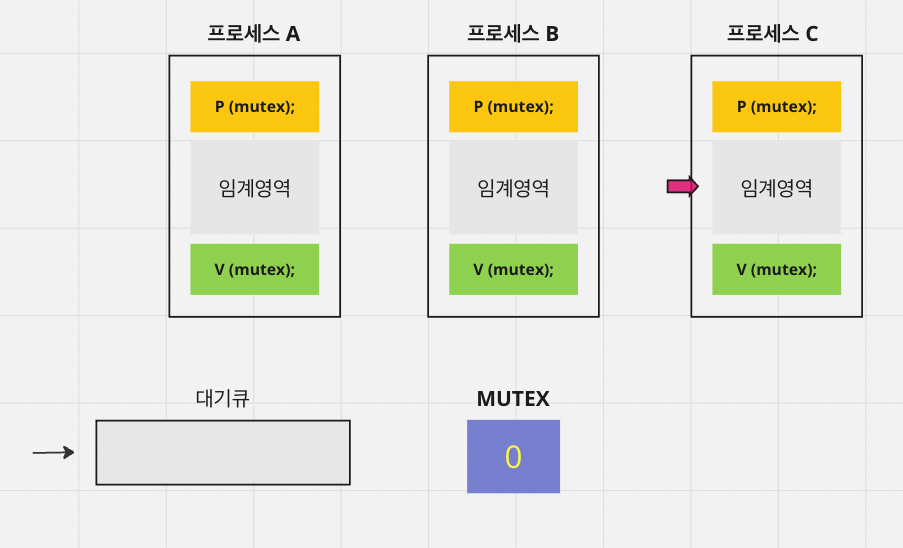 프로세스 A
프로세스 B
프로세스 C
P (mutex);
P (mutex);
P (mutex);
임계영역
임계영역
임계영역
V (mutex);
V (mutex);
V (mutex);
대기큐
MUTEX
0